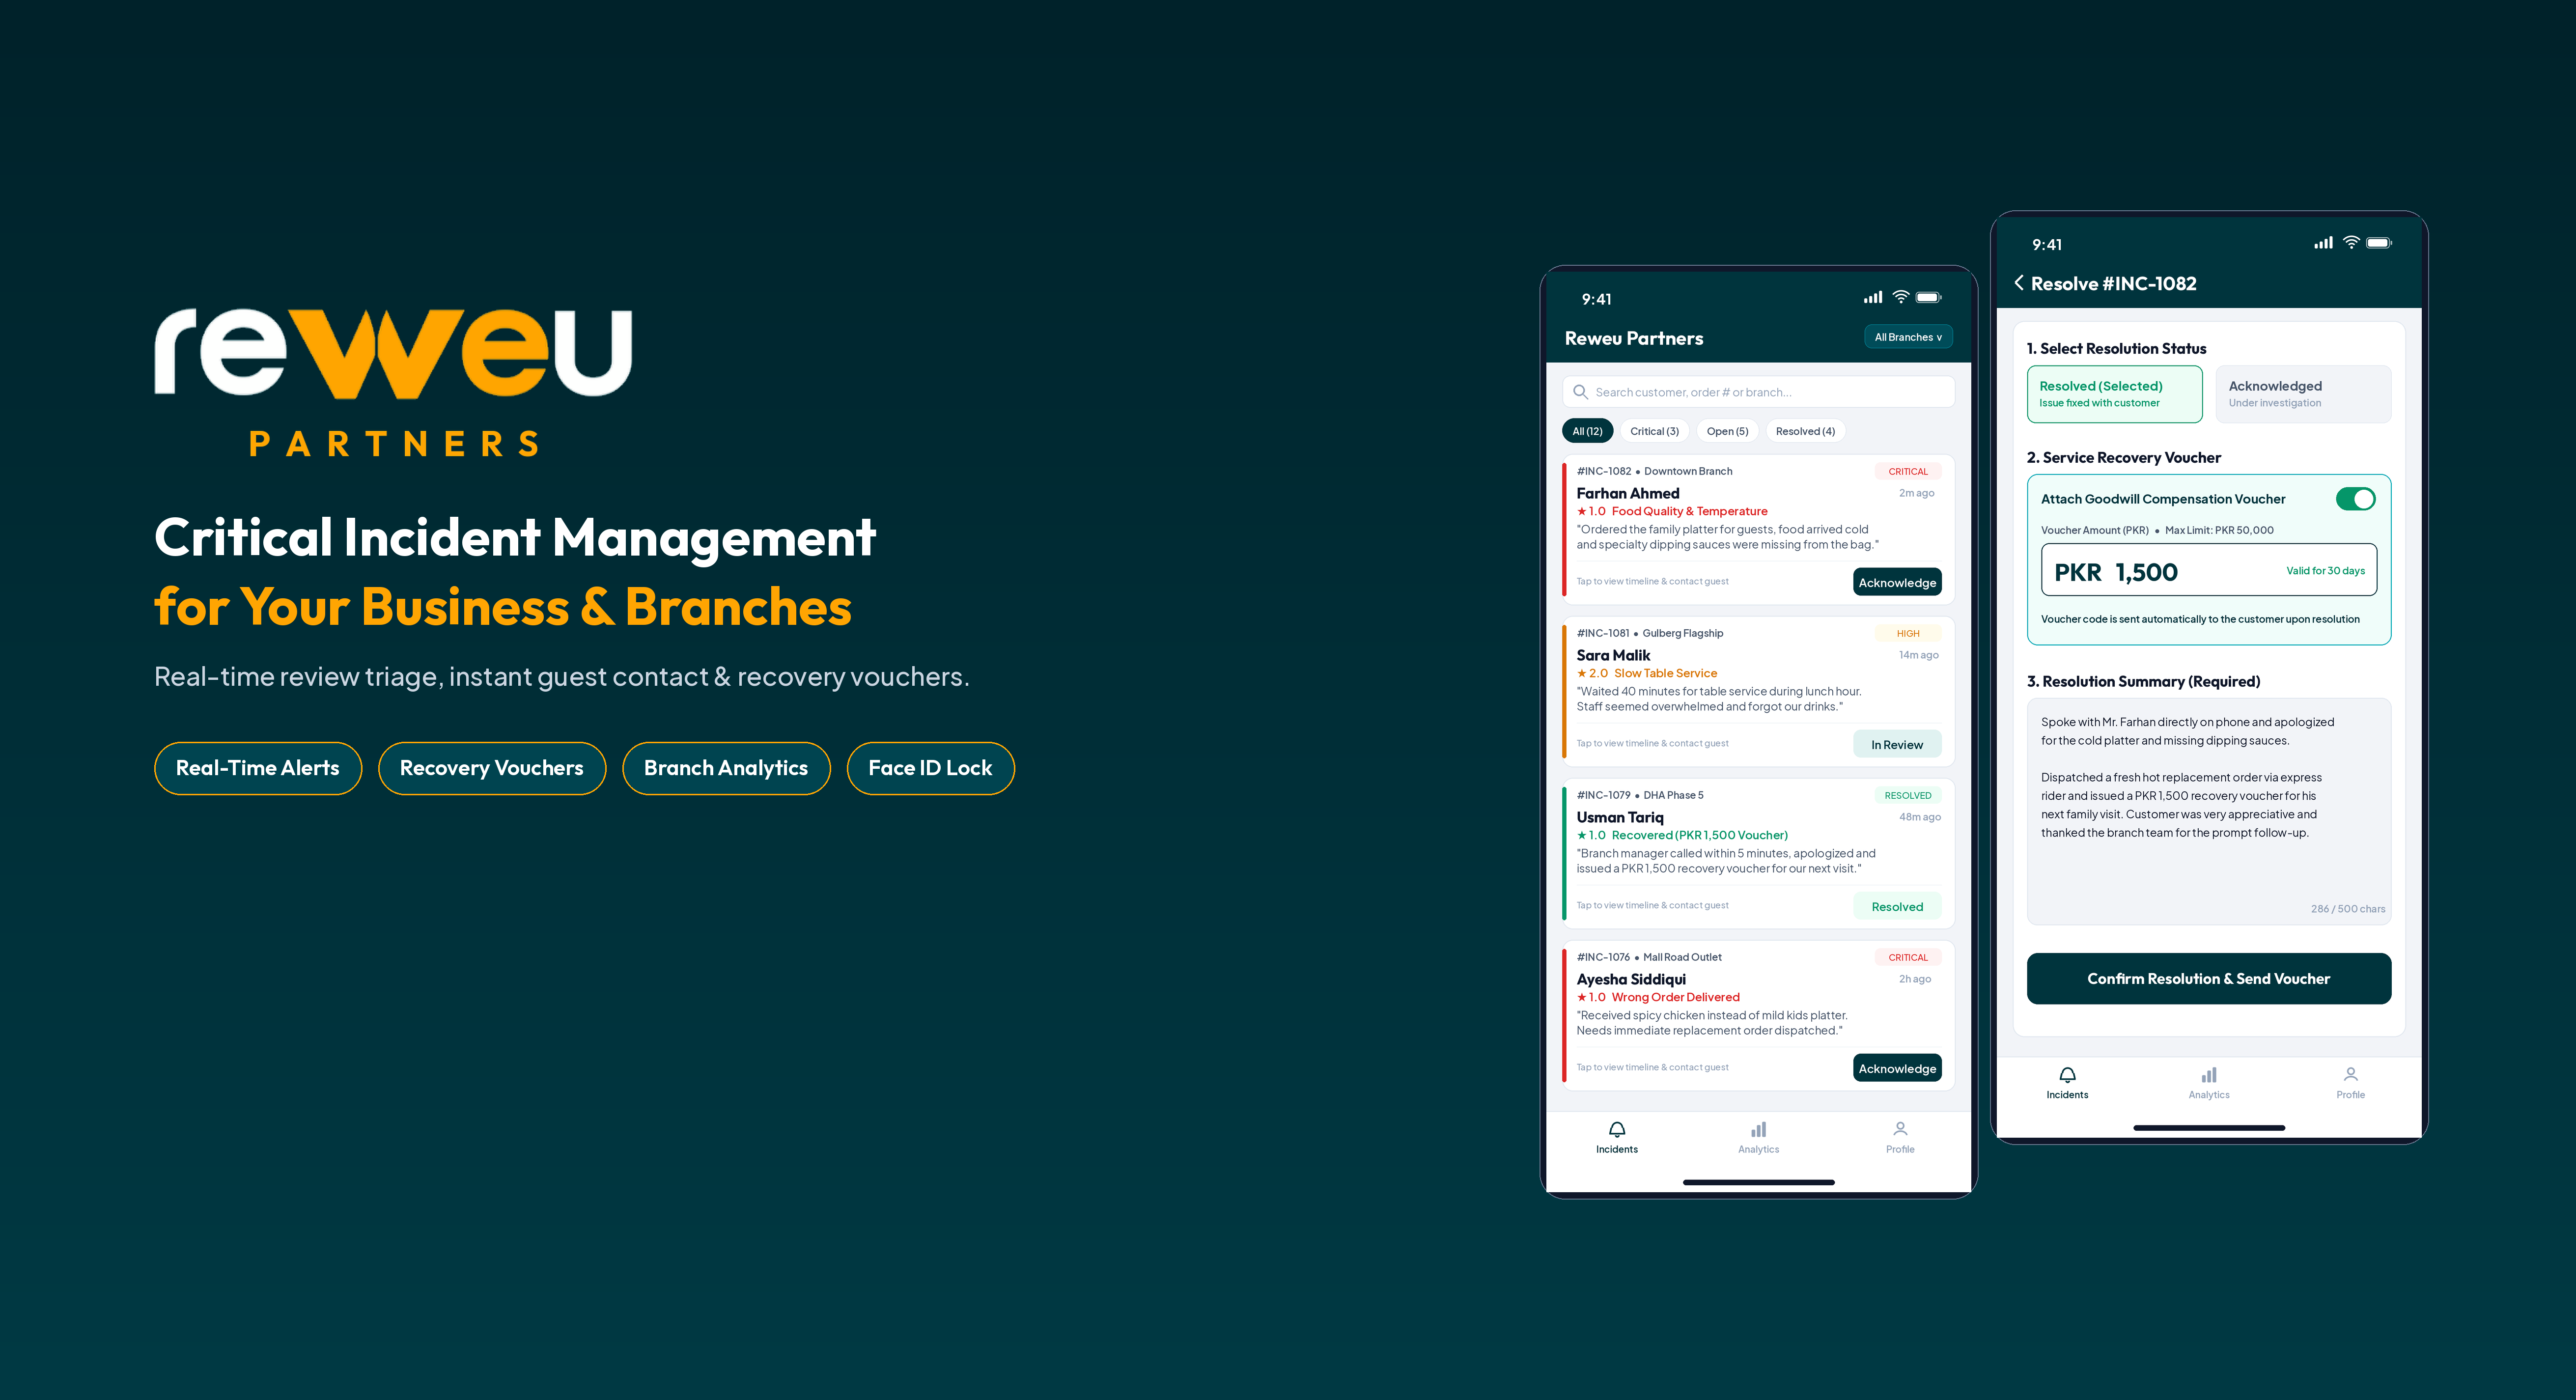 reweu
PARTNERS
Critical Incident Management
for Your Business & Branches
Real-time review triage, instant guest contact & recovery vouchers.
Real-Time Alerts
Recovery Vouchers
Branch Analytics
Face ID Lock
9:41
Reweu Partners
All Branches v
Search customer, order # or branch...
All (12)
Critical (3)
Open (5)
Resolved (4)
#INC-1082 • Downtown Branch
CRITICAL
Farhan Ahmed
2m ago
★ 1.0 Food Quality & Temperature
"Ordered the family platter for guests, food arrived cold
and specialty dipping sauces were missing from the bag."
Tap to view timeline & contact guest
Acknowledge
#INC-1081 • Gulberg Flagship
HIGH
Sara Malik
14m ago
★ 2.0 Slow Table Service
"Waited 40 minutes for table service during lunch hour.
Staff seemed overwhelmed and forgot our drinks."
Tap to view timeline & contact guest
In Review
#INC-1079 • DHA Phase 5
RESOLVED
Usman Tariq
48m ago
★ 1.0 Recovered (PKR 1,500 Voucher)
"Branch manager called within 5 minutes, apologized and
issued a PKR 1,500 recovery voucher for our next visit."
Tap to view timeline & contact guest
Resolved
#INC-1076 • Mall Road Outlet
CRITICAL
Ayesha Siddiqui
2h ago
★ 1.0 Wrong Order Delivered
"Received spicy chicken instead of mild kids platter.
Needs immediate replacement order dispatched."
Tap to view timeline & contact guest
Acknowledge
Incidents
Analytics
Profile
9:41
Resolve #INC-1082
1. Select Resolution Status
Resolved (Selected)
Issue fixed with customer
Acknowledged
Under investigation
2. Service Recovery Voucher
Attach Goodwill Compensation Voucher
Voucher Amount (PKR) • Max Limit: PKR 50,000
PKR 1,500
Valid for 30 days
Voucher code is sent automatically to the customer upon resolution
3. Resolution Summary (Required)
Spoke with Mr. Farhan directly on phone and apologized
for the cold platter and missing dipping sauces.
Dispatched a fresh hot replacement order via express
rider and issued a PKR 1,500 recovery voucher for his
next family visit. Customer was very appreciative and
thanked the branch team for the prompt follow-up.
286 / 500 chars
Confirm Resolution & Send Voucher
Incidents
Analytics
Profile